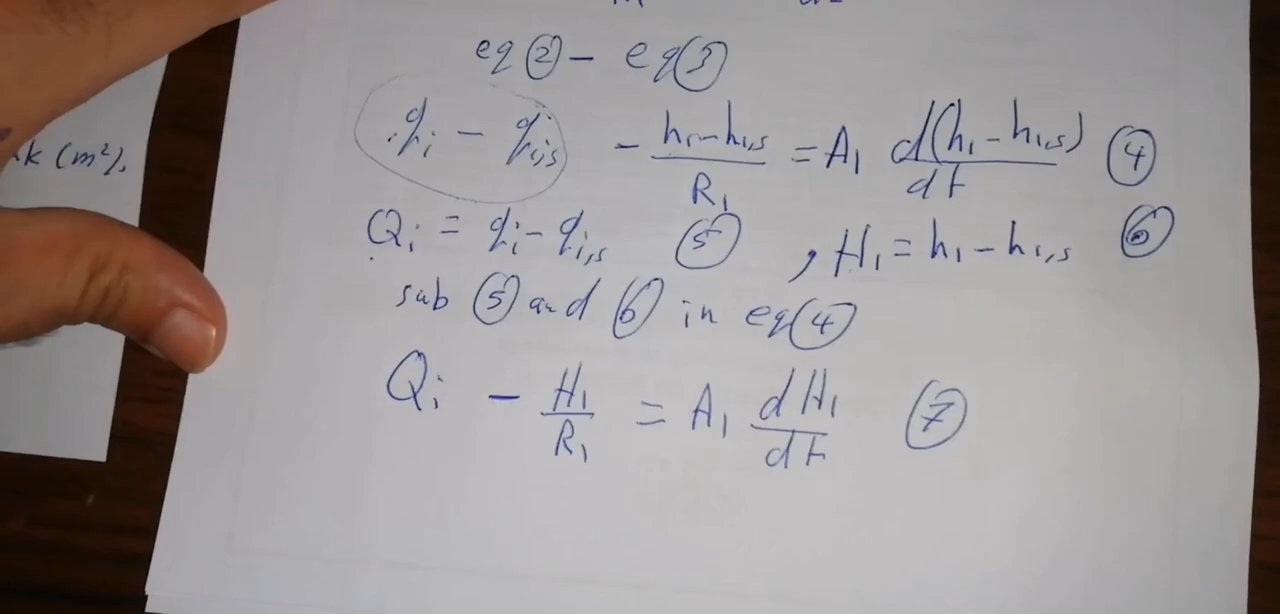 eq ② - eq ③
qi - qi,s - (h1 - h1,s)/R1 = A1 d(h1 - h1,s)/dt ④
k (m²),
Qi = qi - qi,s ⑤ , H1 = h1 - h1,s ⑥
sub ⑤ and ⑥ in eq ④
Qi - H1/R1 = A1 dH1/dt ⑦